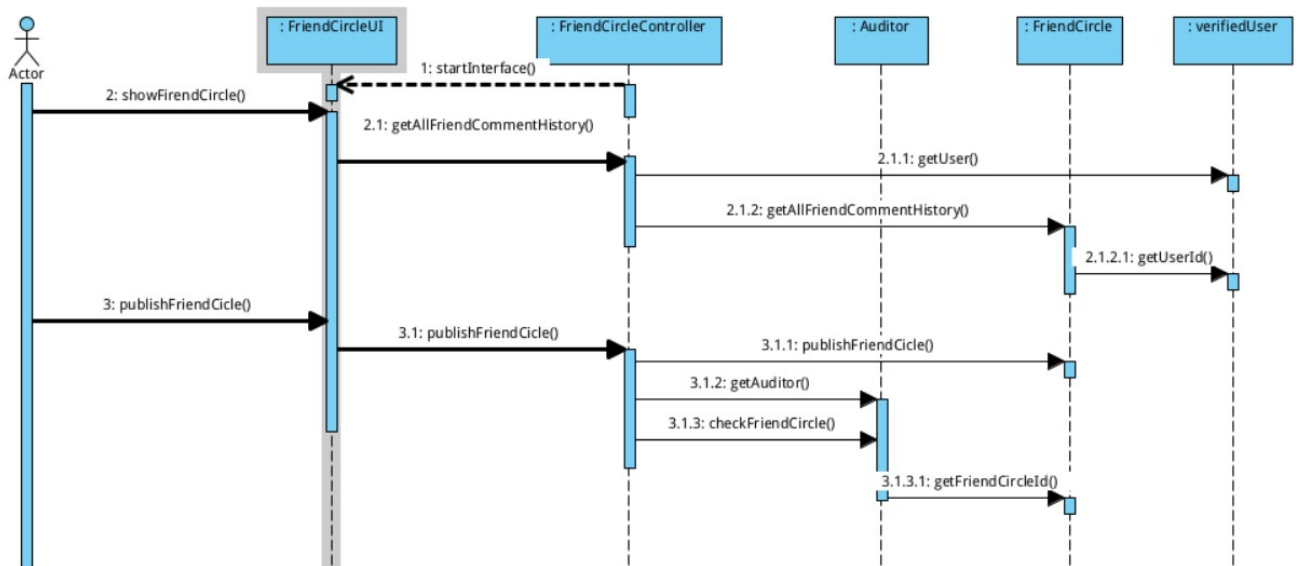 : FriendCircleUI
: FriendCircleController
: Auditor
: FriendCircle
: verifiedUser
Actor
1: startInterface()
2: showFirendCircle()
2.1: getAllFriendCommentHistory()
2.1.1: getUser()
2.1.2: getAllFriendCommentHistory()
2.1.2.1: getUserId()
3: publishFriendCicle()
3.1: publishFriendCicle()
3.1.1: publishFriendCicle()
3.1.2: getAuditor()
3.1.3: checkFriendCircle()
3.1.3.1: getFriendCircleId()